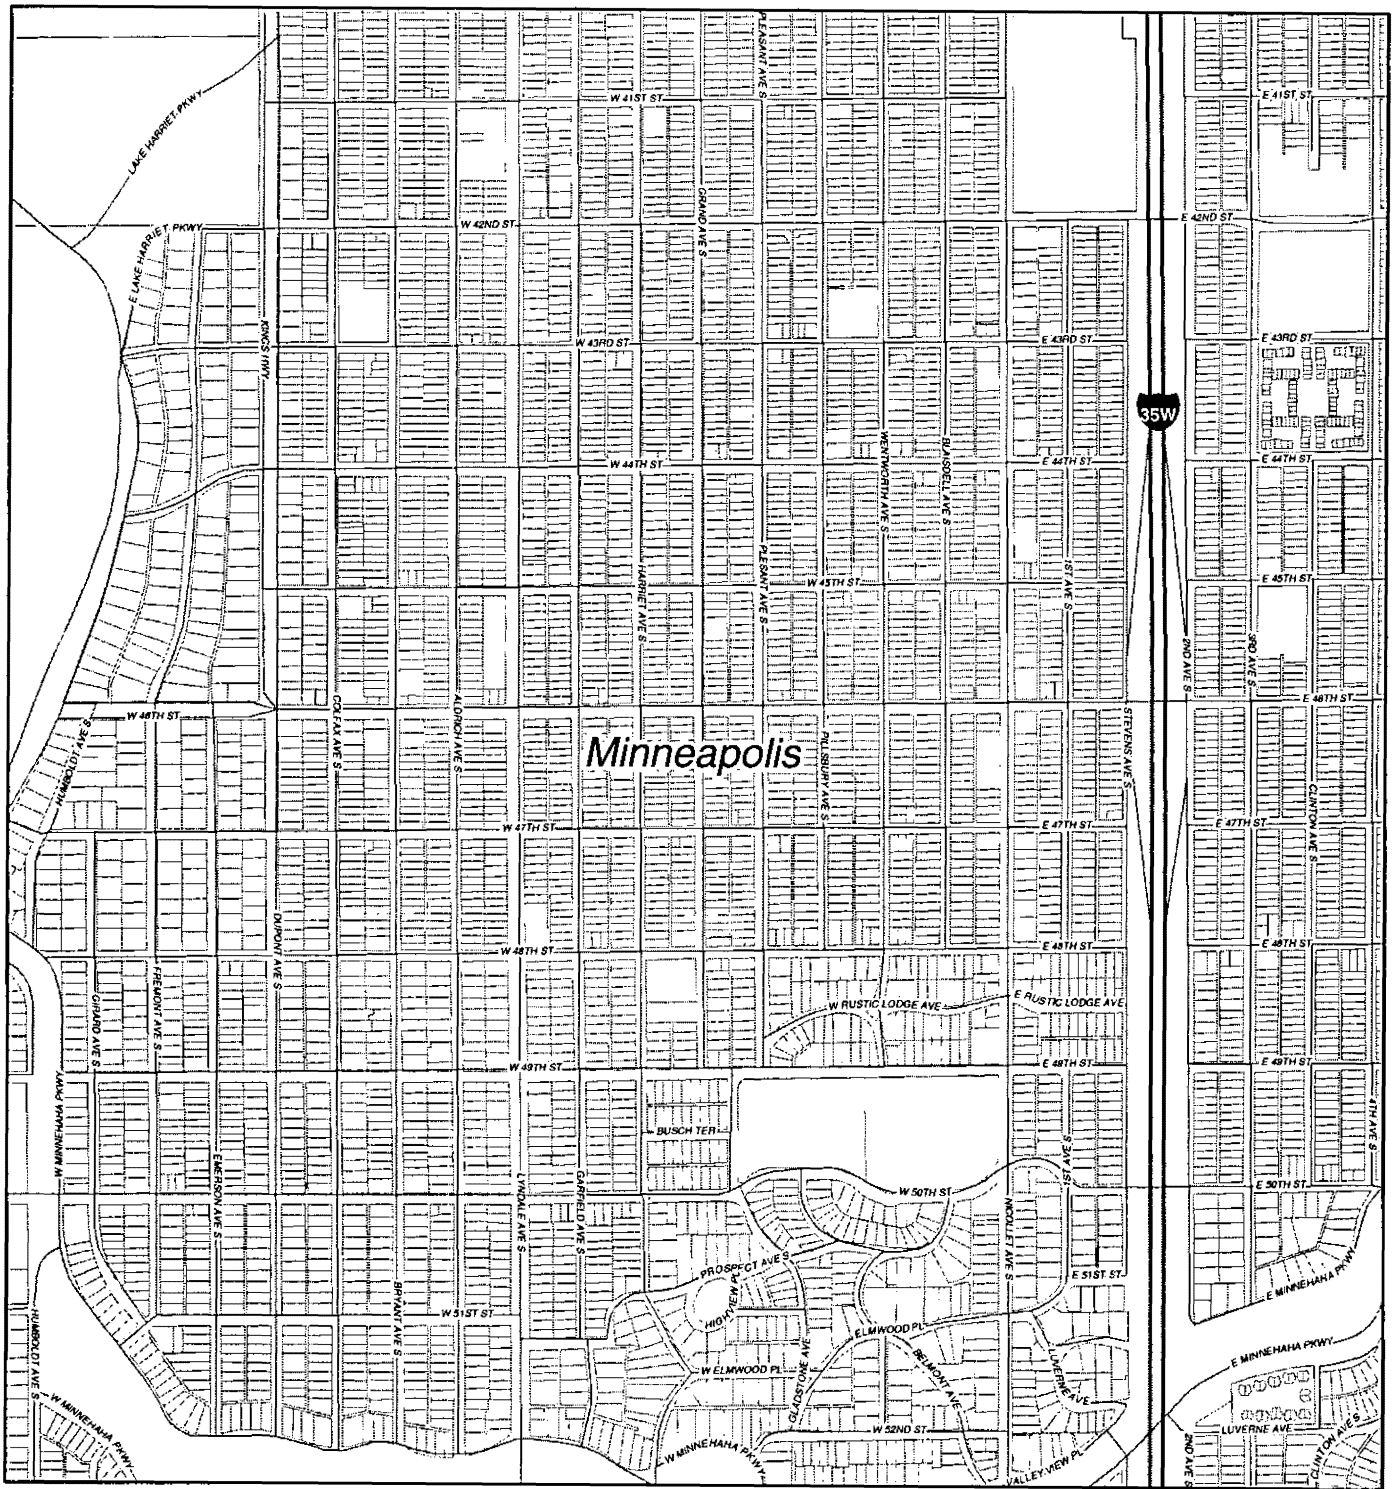 PLEASANT AVE S
W 41ST ST
E 41ST ST
LAKE HARRIET PKWY
GRAND AVE S
E LAKE HARRIET PKWY
W 42ND ST
E 42ND ST
KINGS HWY
W 43RD ST
E 43RD ST
E 43RD ST
35W
WENTWORTH AVE S
BLAISDELL AVE S
W 44TH ST
E 44TH ST
E 44TH ST
HARRIET AVE S
PLESANT AVE S
W 45TH ST
1ST AVE S
E 45TH ST
2ND AVE S
3RD AVE S
W 46TH ST
HUMBOLDT AVE S
COLFAX AVE S
ALDRICH AVE S
E 46TH ST
Minneapolis
PILLSBURY AVE S
STEVENS AVE S
CLINTON AVE S
W 47TH ST
E 47TH ST
E 47TH ST
DUPONT AVE S
W 48TH ST
E 48TH ST
E 48TH ST
GIRARD AVE S
FREMONT AVE S
W RUSTIC LODGE AVE
E RUSTIC LODGE AVE
W 49TH ST
E 49TH ST
E 49TH ST
W MINNEHAHA PKWY
BUSCH TER
4TH AVE S
EMERSON AVE S
LYNDALE AVE S
GARFIELD AVE S
1ST AVE S
W 50TH ST
E 50TH ST
NICOLLET AVE S
PROSPECT AVE S
E 51ST ST
E MINNEHAHA PKWY
HIGHVIEW PL
HUMBOLDT AVE S
BRYANT AVE S
W 51ST ST
ELMWOOD PL
E MINNEHAHA PKWY
W ELMWOOD PL
GLADSTONE AVE
BELMONT AVE
LUVERNE AVE
W MINNEHAHA PKWY
W 52ND ST
LUVERNE AVE
W MINNEHAHA PKWY
VALLEY VIEW PL
2ND AVE S
CLINTON AVE S